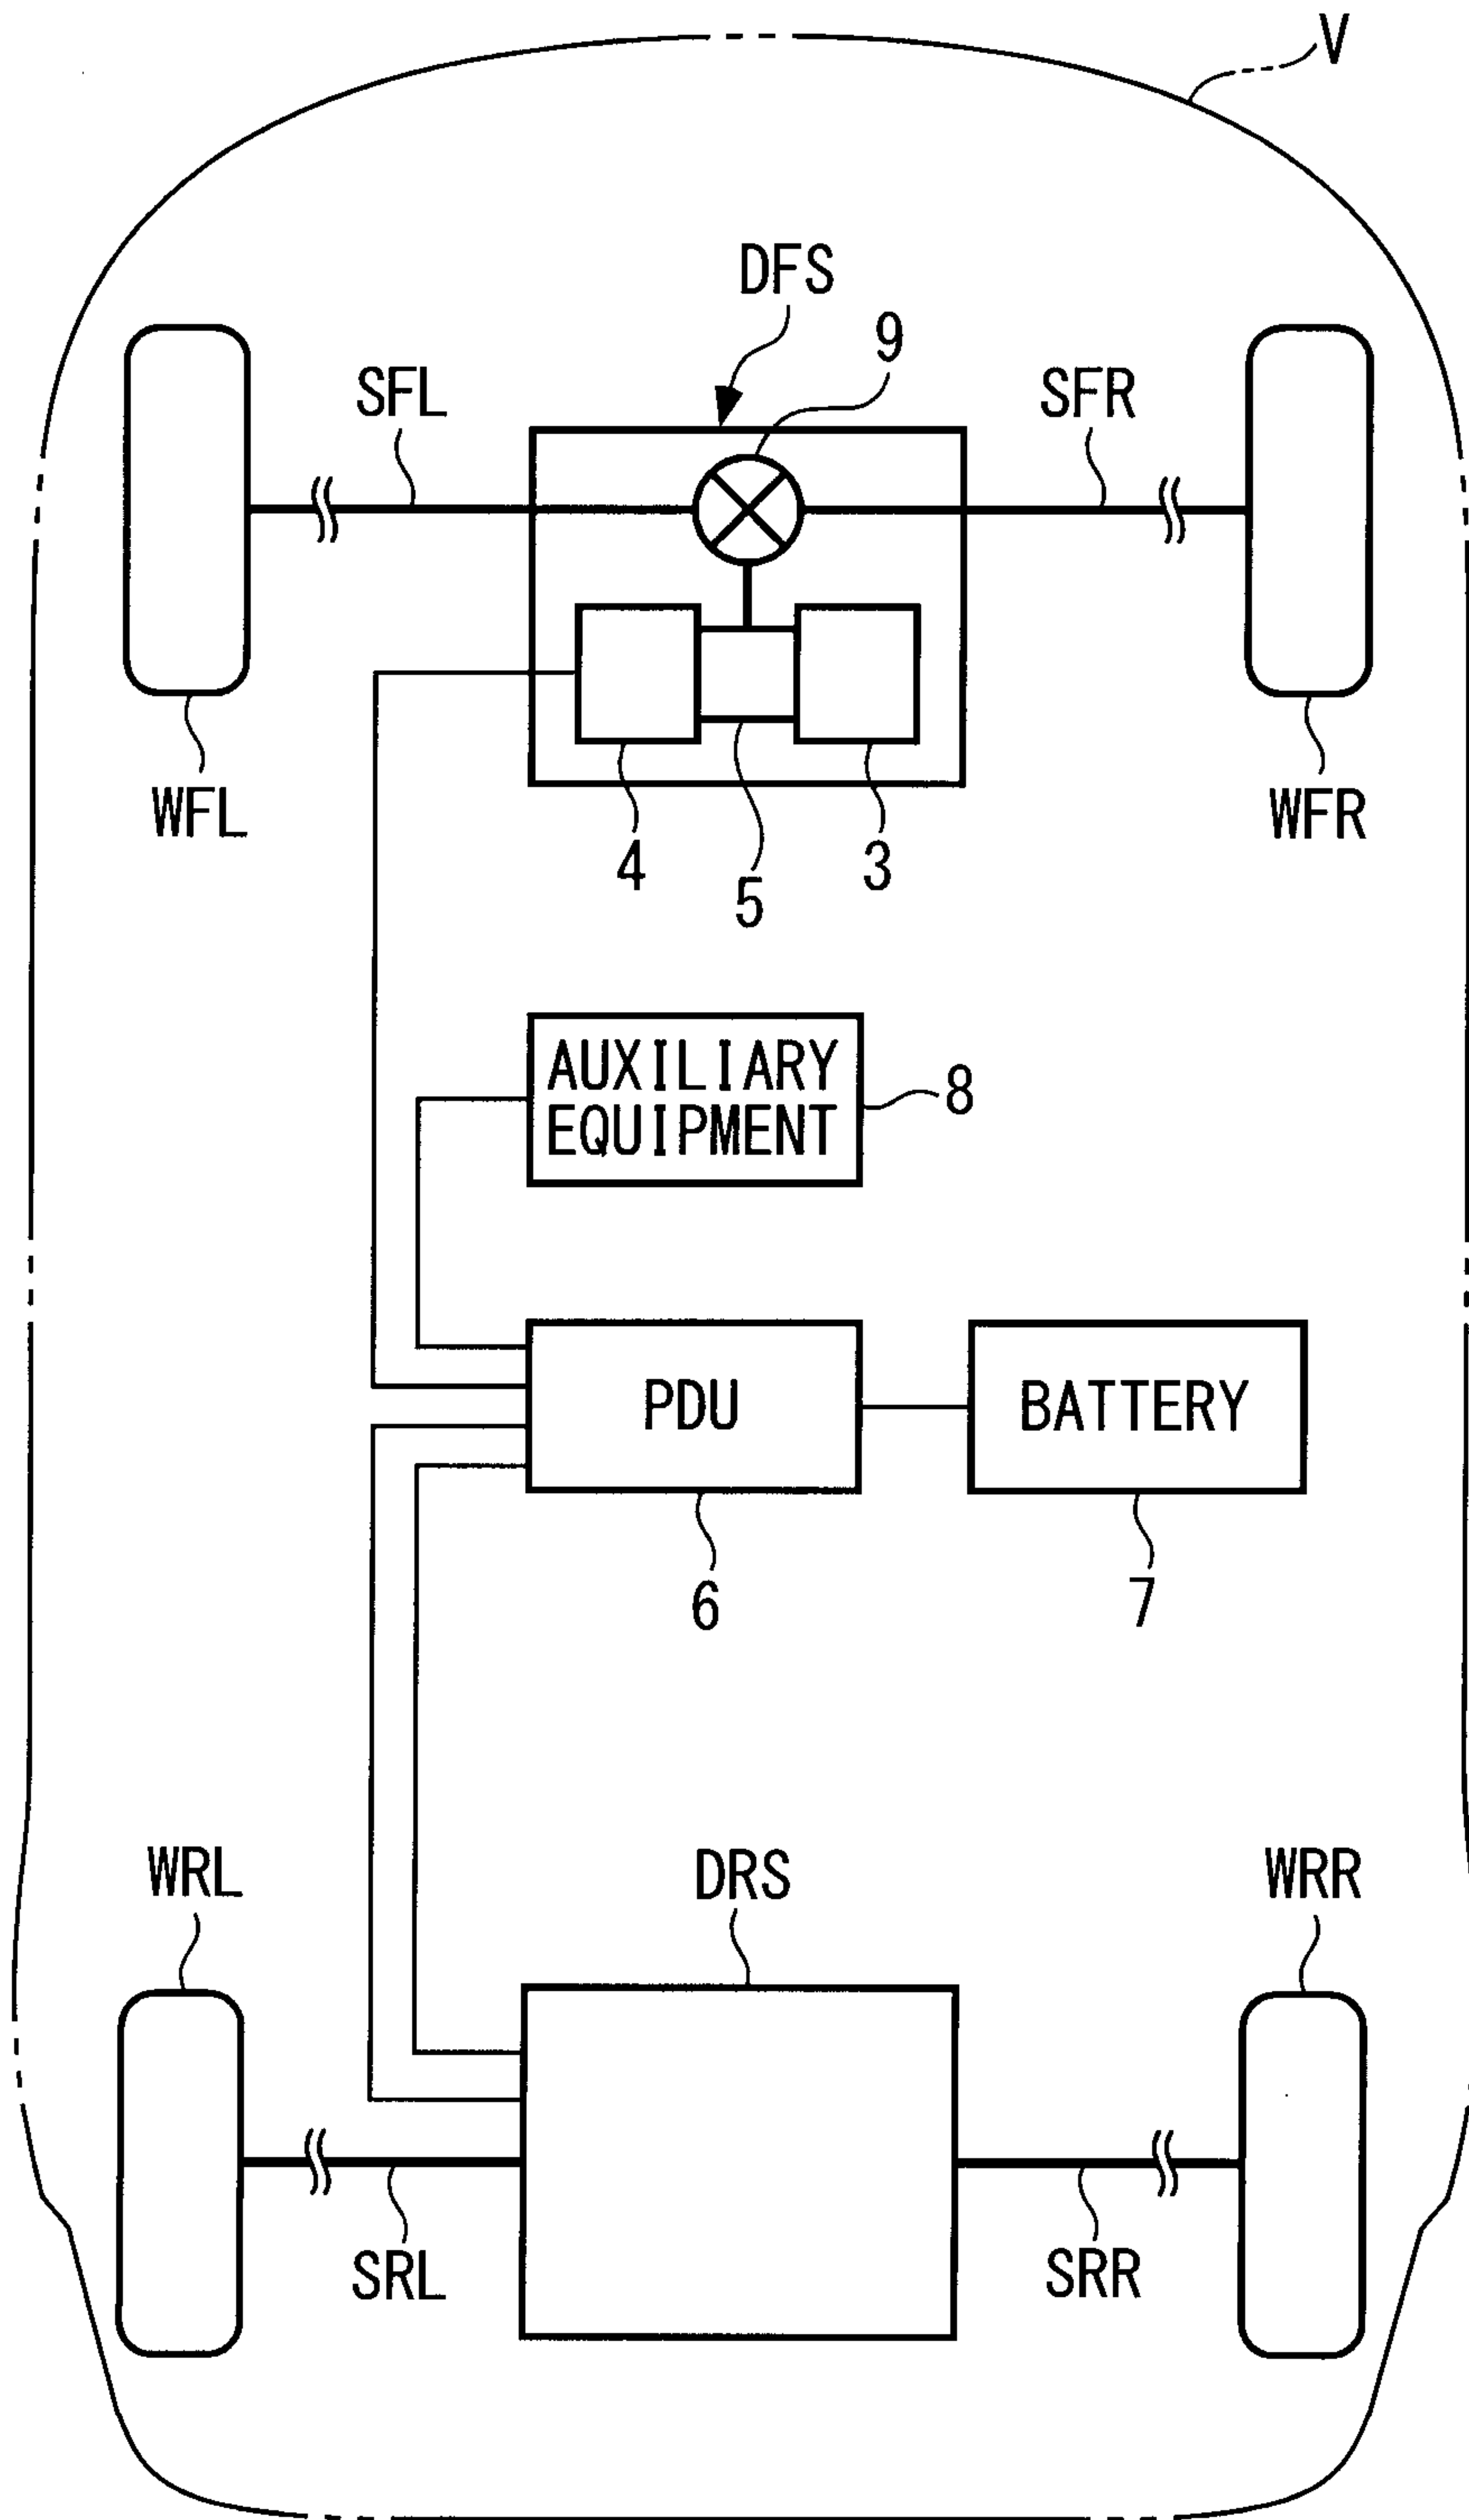 V
DFS
9
SFL
SFR
WFL
WFR
4
5
3
AUXILIARY
EQUIPMENT
8
PDU
BATTERY
6
7
WRL
DRS
WRR
SRL
SRR